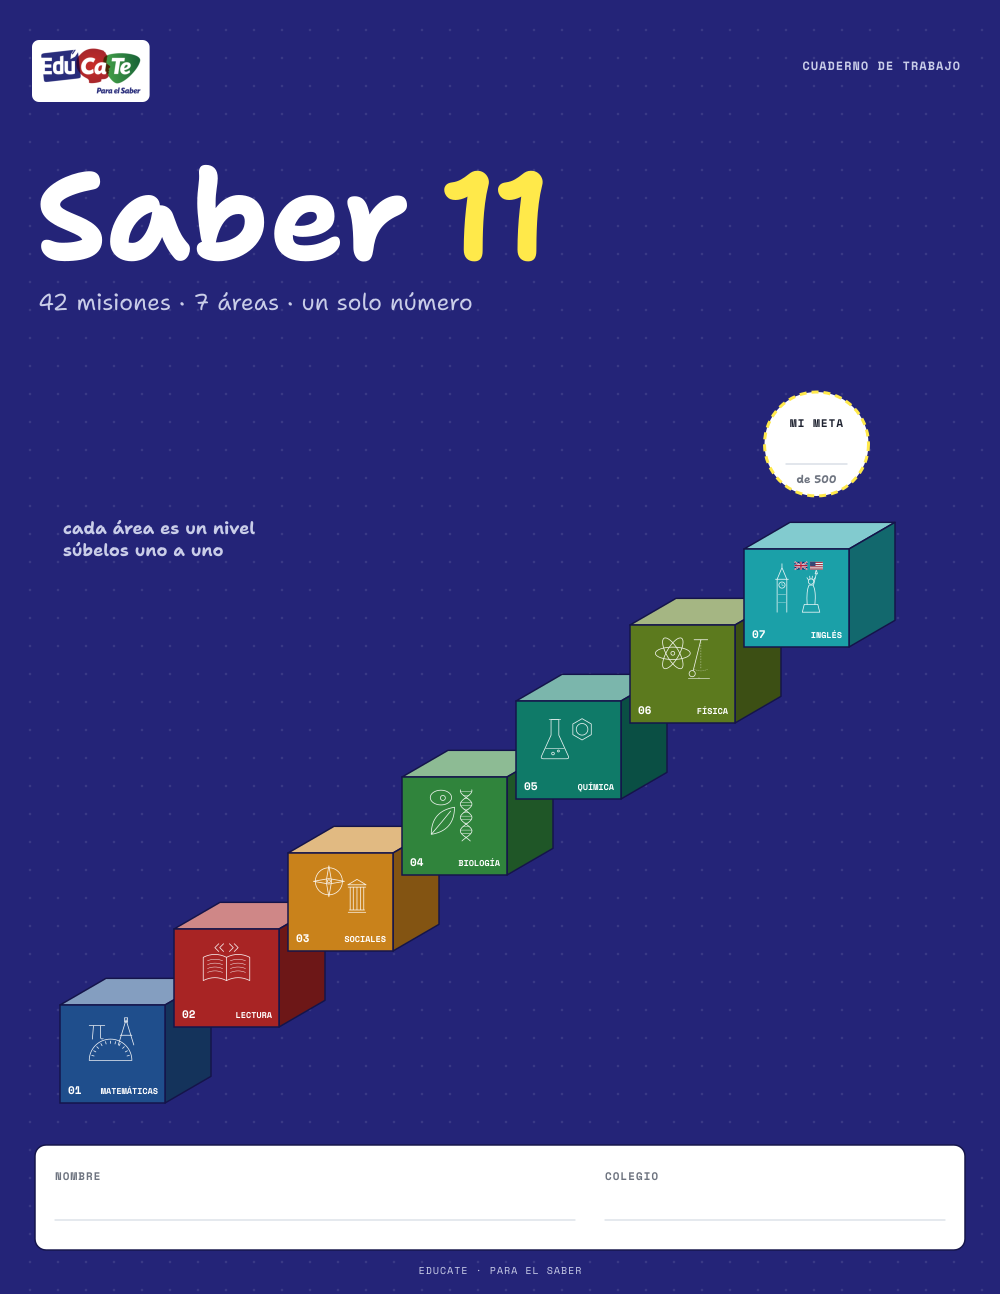 EdúCaTe
Para el Saber
CUADERNO DE TRABAJO
Saber 11
42 misiones · 7 áreas · un solo número
MI META
de 500
cada área es un nivel
súbelos uno a uno
07 INGLÉS
06 FÍSICA
05 QUÍMICA
04 BIOLOGÍA
03 SOCIALES
02 LECTURA
01 MATEMÁTICAS
NOMBRE
COLEGIO
EDUCATE · PARA EL SABER